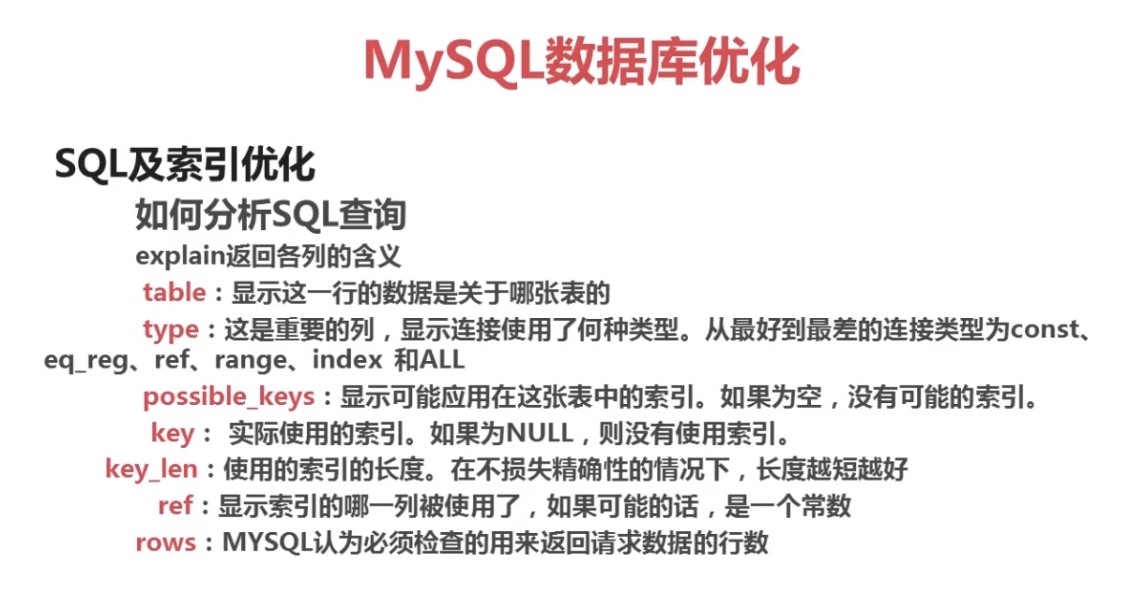 MySQL数据库优化
SQL及索引优化
如何分析SQL查询
explain返回各列的含义
table：显示这一行的数据是关于哪张表的
type：这是重要的列，显示连接使用了何种类型。从最好到最差的连接类型为const、
eq_reg、ref、range、index 和ALL
possible_keys：显示可能应用在这张表中的索引。如果为空，没有可能的索引。
key： 实际使用的索引。如果为NULL，则没有使用索引。
key_len：使用的索引的长度。在不损失精确性的情况下，长度越短越好
ref：显示索引的哪一列被使用了，如果可能的话，是一个常数
rows：MYSQL认为必须检查的用来返回请求数据的行数